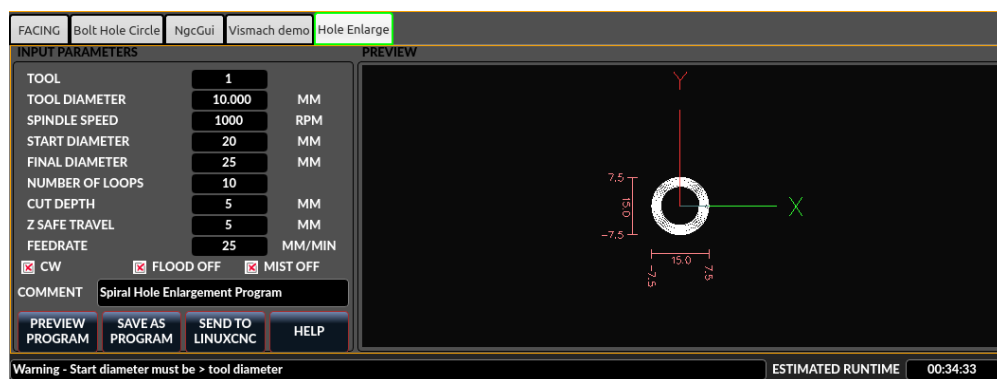 FACING Bolt Hole Circle NgcGui Vismach demo Hole Enlarge
INPUT PARAMETERS
TOOL 1
TOOL DIAMETER 10.000 MM
SPINDLE SPEED 1000 RPM
START DIAMETER 20 MM
FINAL DIAMETER 25 MM
NUMBER OF LOOPS 10
CUT DEPTH 5 MM
Z SAFE TRAVEL 5 MM
FEEDRATE 25 MM/MIN
CW FLOOD OFF MIST OFF
COMMENT Spiral Hole Enlargement Program
PREVIEW PROGRAM
SAVE AS PROGRAM
SEND TO LINUXCNC
HELP
PREVIEW
Y
7.5
15.0
-7.5
X
15.0
-7.5
7.5
Warning - Start diameter must be > tool diameter
ESTIMATED RUNTIME 00:34:33